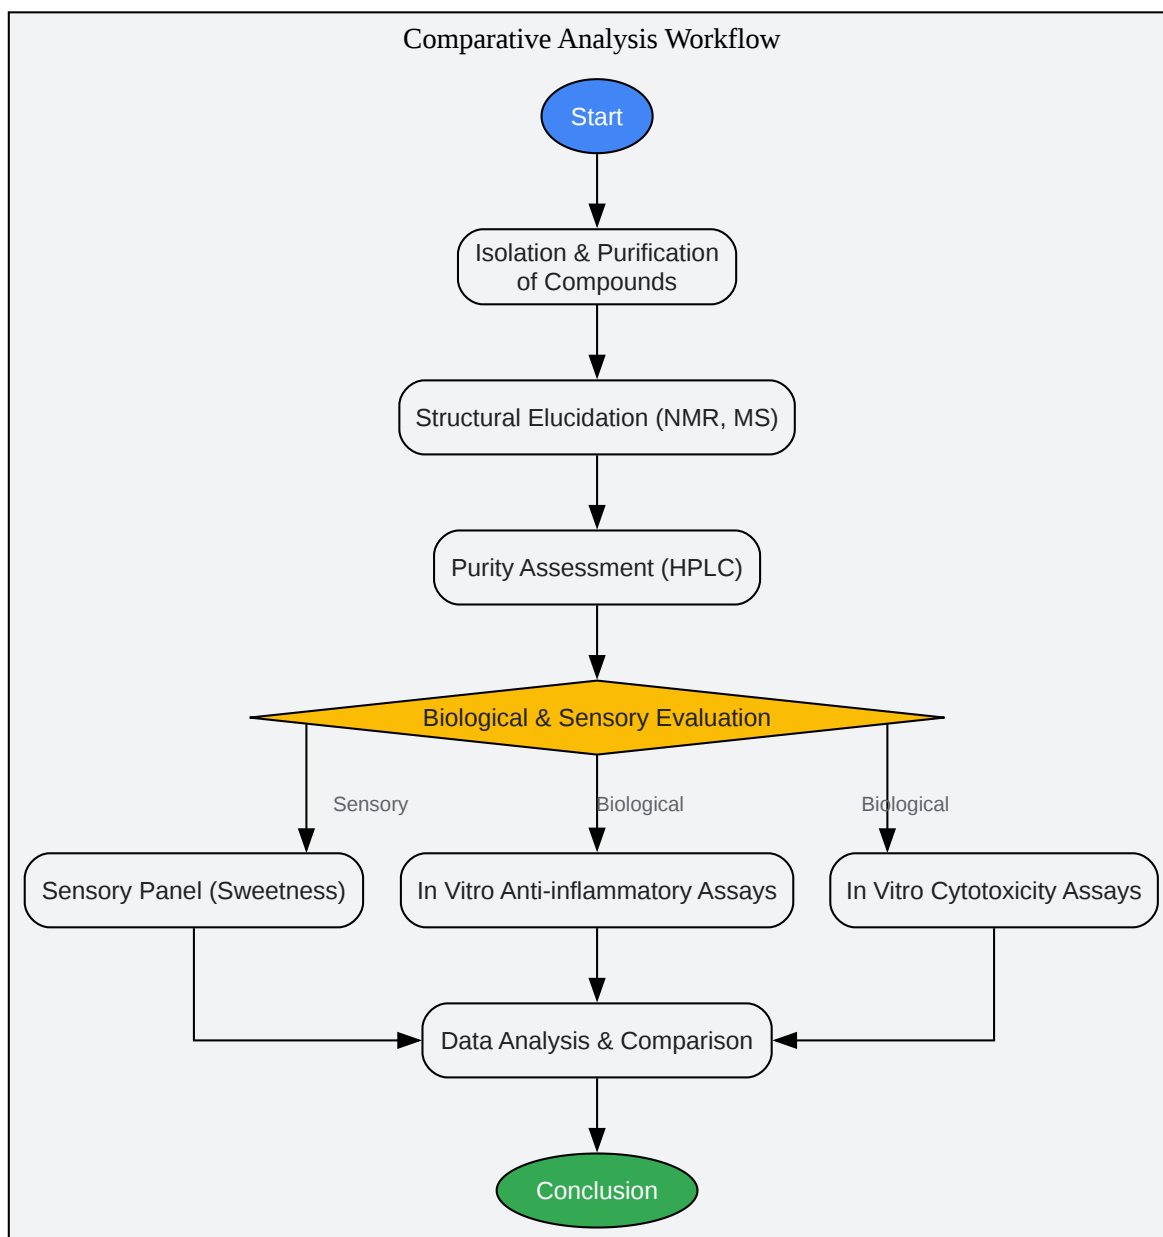 Comparative Analysis Workflow
Start
Isolation & Purification
of Compounds
Structural Elucidation (NMR, MS)
Purity Assessment (HPLC)
Biological & Sensory Evaluation
Sensory
Biological
Biological
Sensory Panel (Sweetness)
In Vitro Anti-inflammatory Assays
In Vitro Cytotoxicity Assays
Data Analysis & Comparison
Conclusion